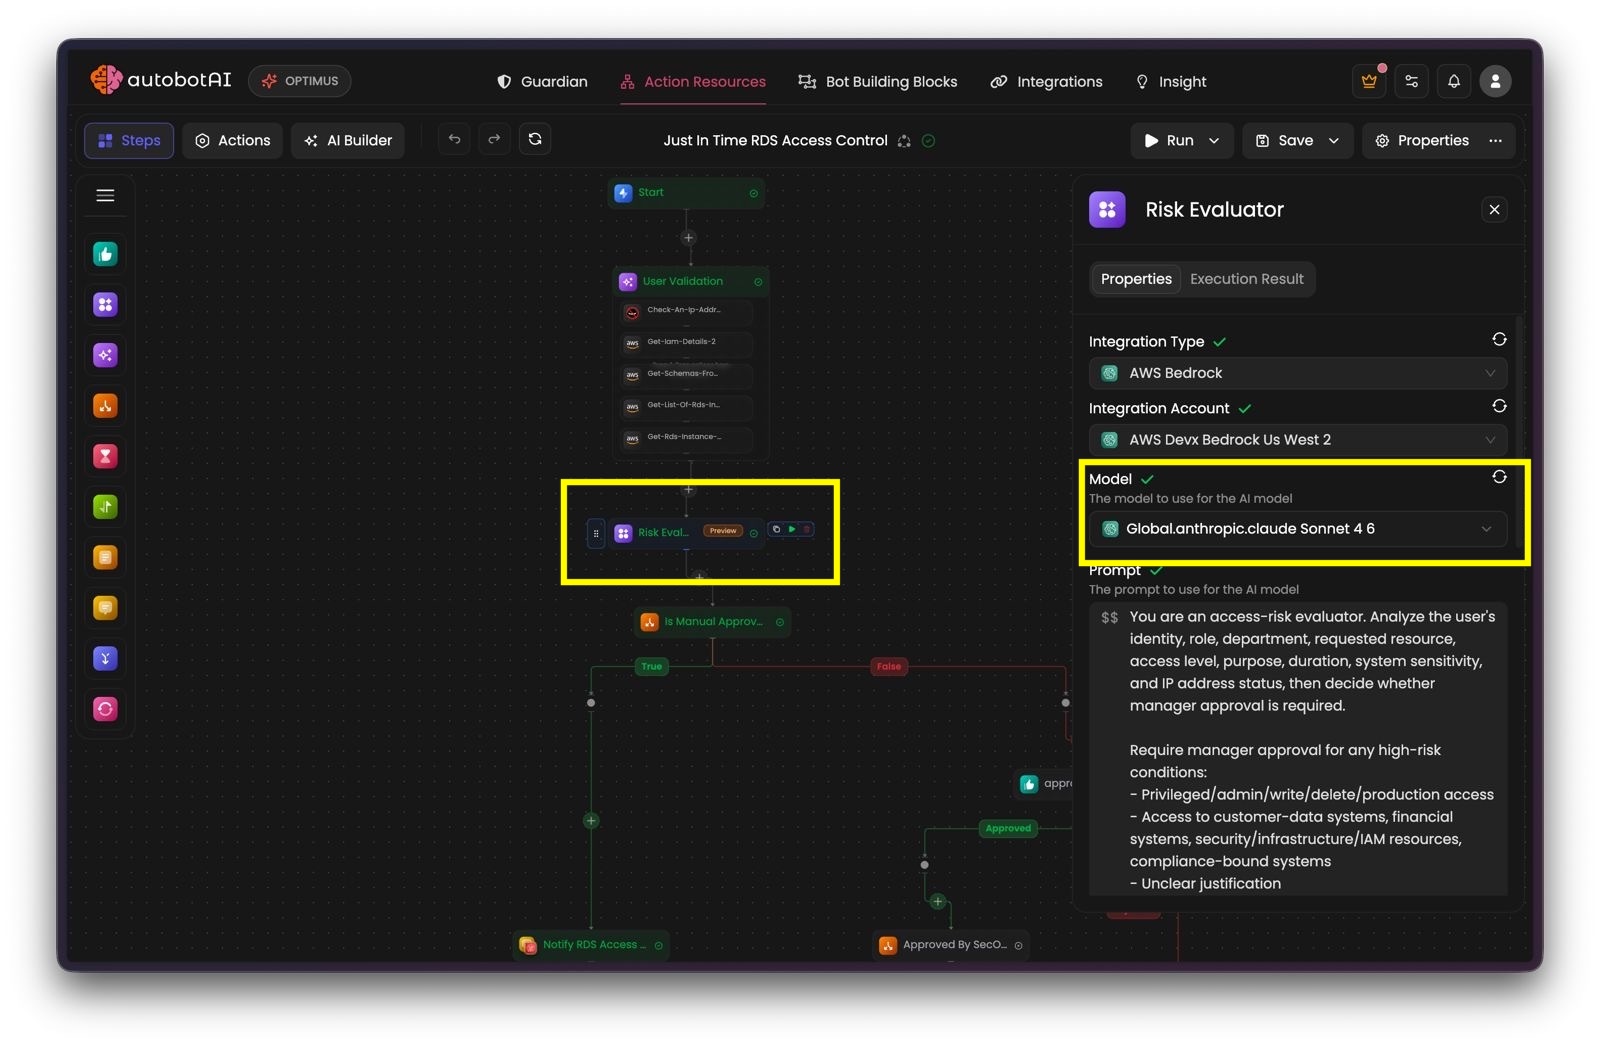 autobotAI
OPTIMUS
Guardian
Action Resources
Bot Building Blocks
Integrations
Insight
Steps
Actions
AI Builder
Just In Time RDS Access Control
Run
Save
Properties
Start
User Validation
Check-An-Ip-Addr...
Get-Iam-Details-2
Get-Schemas-Fro...
Get-List-Of-Rds-In...
Get-Rds-Instance-...
Risk Eval...
Preview
Is Manual Approv...
True
False
appro
Approved
Notify RDS Access ...
Approved By SecO...
Risk Evaluator
Properties
Execution Result
Integration Type
AWS Bedrock
Integration Account
AWS Devx Bedrock Us West 2
Model
The model to use for the AI model
Global.anthropic.claude Sonnet 4 6
Prompt
The prompt to use for the AI model
$$ You are an access-risk evaluator. Analyze the user's
identity, role, department, requested resource,
access level, purpose, duration, system sensitivity,
and IP address status, then decide whether
manager approval is required.
Require manager approval for any high-risk
conditions:
- Privileged/admin/write/delete/production access
- Access to customer-data systems, financial
systems, security/infrastructure/IAM resources,
compliance-bound systems
- Unclear justification